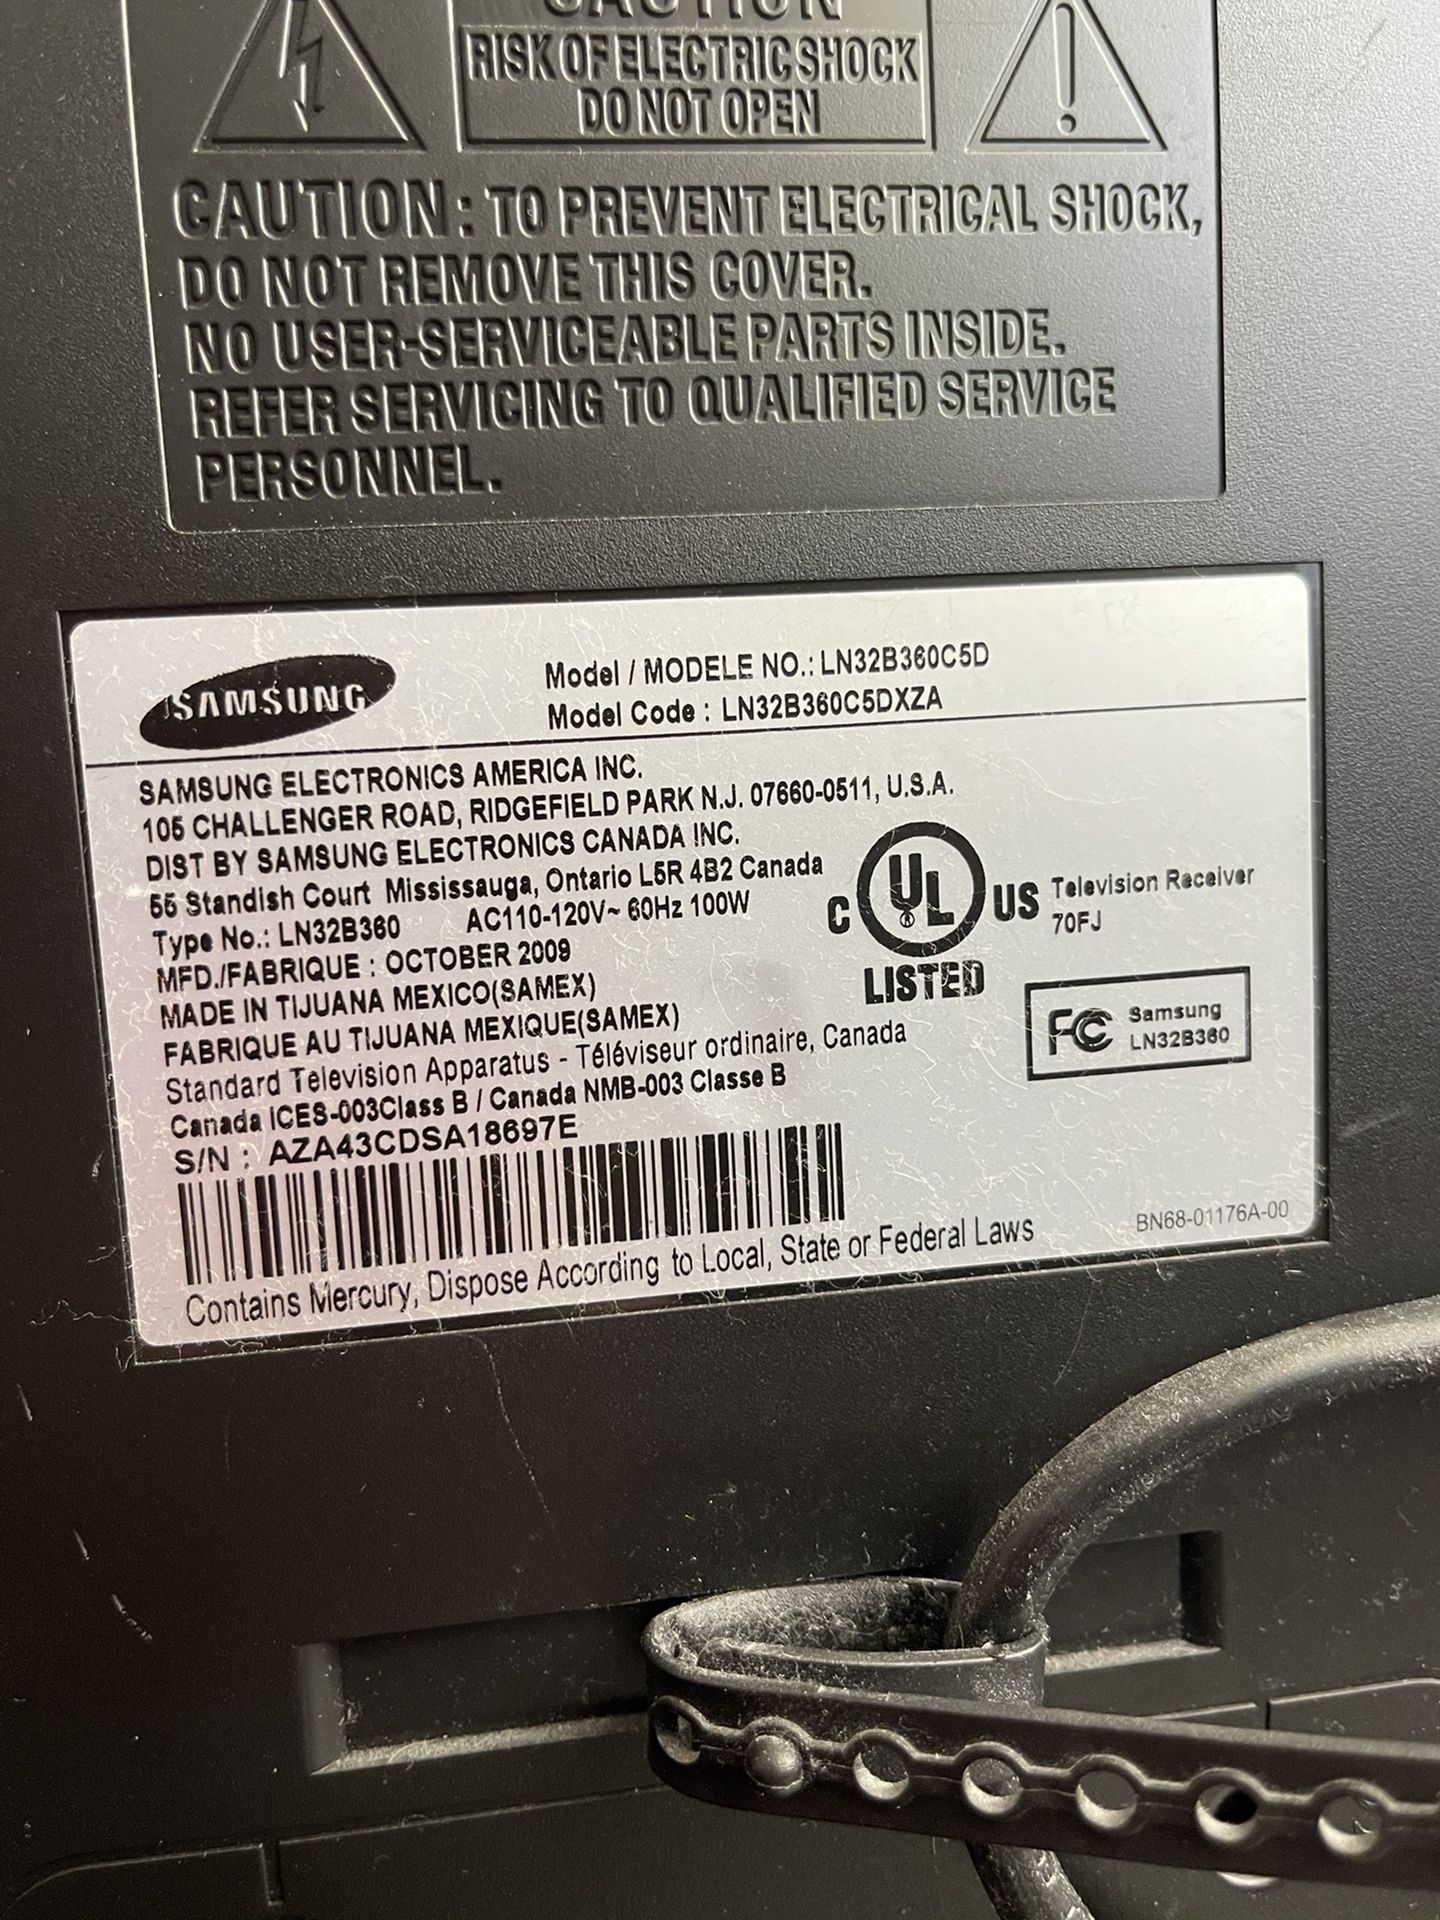 CAUTION
RISK OF ELECTRIC SHOCK
DO NOT OPEN
CAUTION : TO PREVENT ELECTRICAL SHOCK,
DO NOT REMOVE THIS COVER.
NO USER-SERVICEABLE PARTS INSIDE.
REFER SERVICING TO QUALIFIED SERVICE
PERSONNEL.
SAMSUNG
Model / MODELE NO.: LN32B360C5D
Model Code : LN32B360C5DXZA
SAMSUNG ELECTRONICS AMERICA INC.
105 CHALLENGER ROAD, RIDGEFIELD PARK N.J. 07660-0511, U.S.A.
DIST BY SAMSUNG ELECTRONICS CANADA INC.
55 Standish Court Mississauga, Ontario L5R 4B2 Canada
Type No.: LN32B360 AC110-120V~ 60Hz 100W
MFD./FABRIQUE : OCTOBER 2009
MADE IN TIJUANA MEXICO(SAMEX)
FABRIQUE AU TIJUANA MEXIQUE(SAMEX)
Standard Television Apparatus - Téléviseur ordinaire, Canada
Canada ICES-003Class B / Canada NMB-003 Classe B
S/N : AZA43CDSA18697E
Contains Mercury, Dispose According to Local, State or Federal Laws
C UL US
LISTED
Television Receiver
70FJ
FC Samsung
LN32B360
BN68-01176A-00